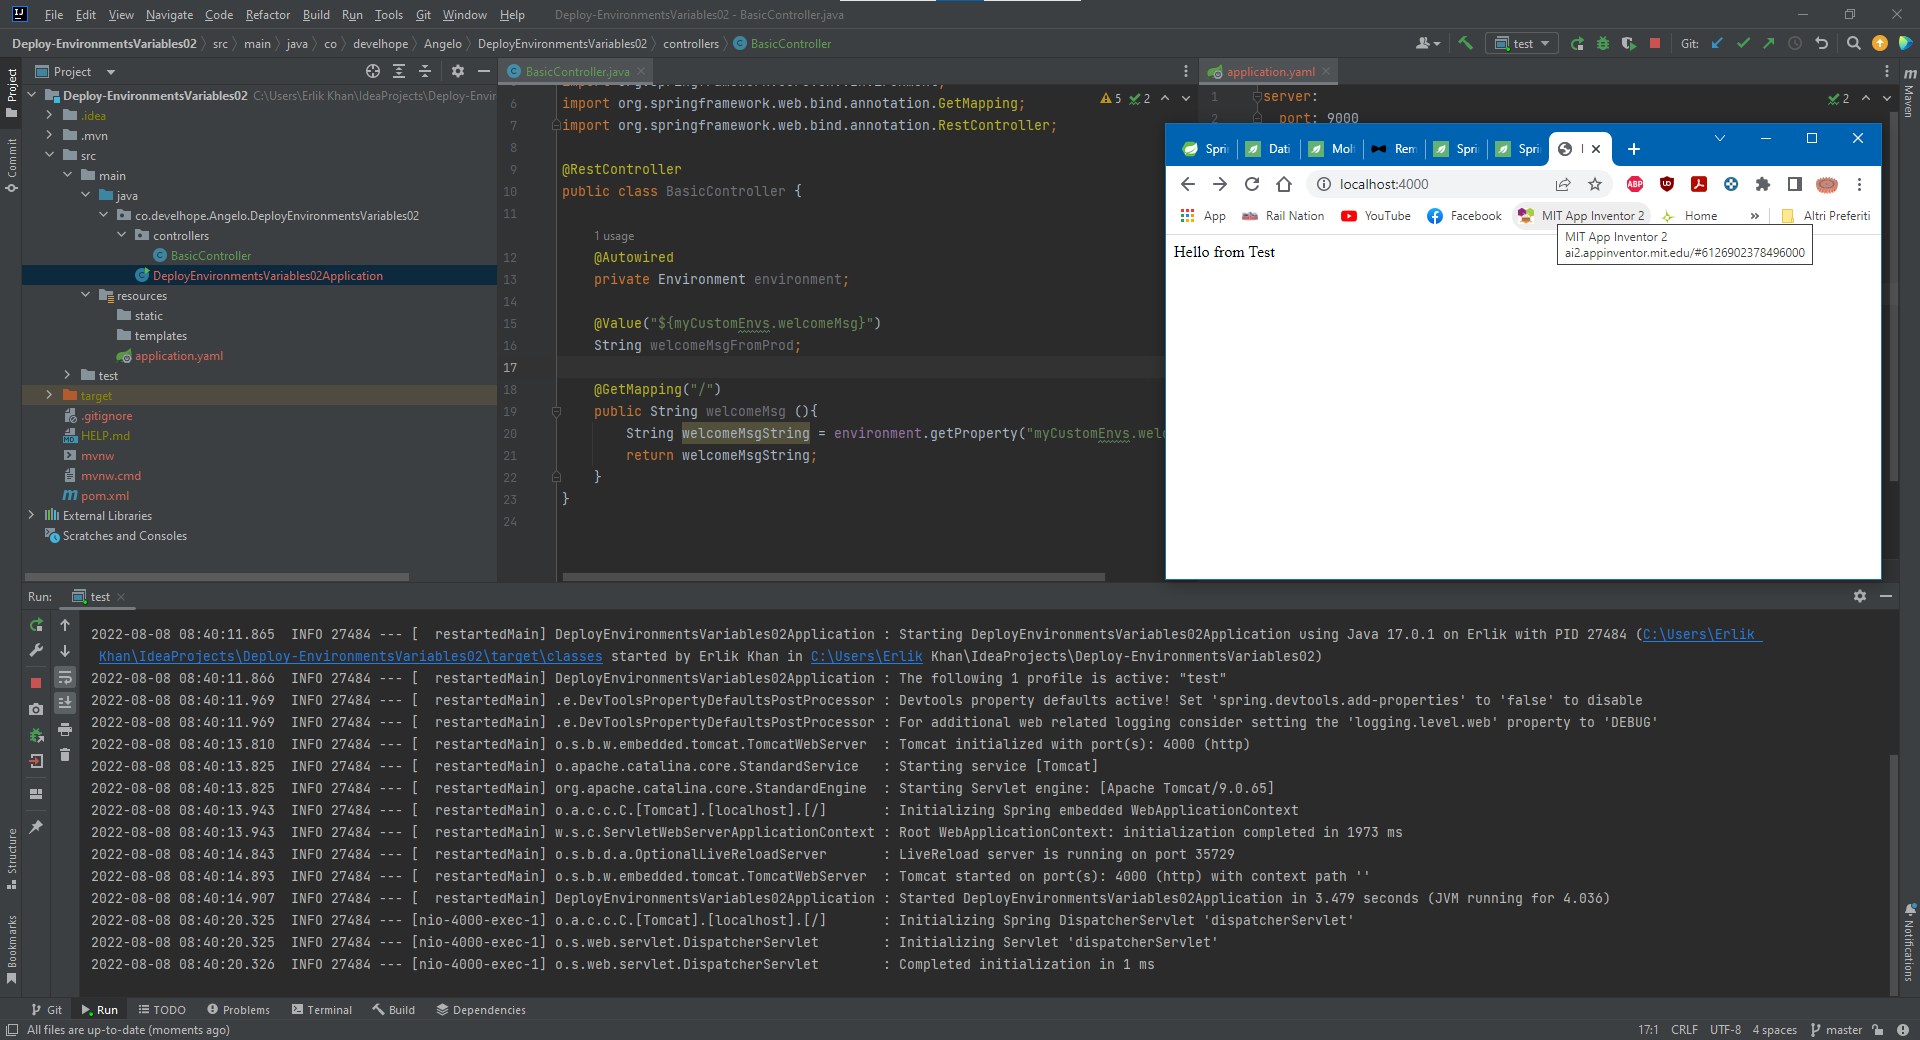 File Edit View Navigate Code Refactor Build Run Tools Git Window Help Deploy-EnvironmentsVariables02 - BasicController.java
Deploy-EnvironmentsVariables02 src main java co develhope Angelo DeployEnvironmentsVariables02 controllers BasicController
test Git:
Project
Commit
Structure
Bookmarks
Project
Deploy-EnvironmentsVariables02 C:\Users\Erlik Khan\IdeaProjects\Deploy-Envir
.idea
.mvn
src
main
java
co.develhope.Angelo.DeployEnvironmentsVariables02
controllers
BasicController
DeployEnvironmentsVariables02Application
resources
static
templates
application.yaml
test
target
.gitignore
HELP.md
mvnw
mvnw.cmd
pom.xml
External Libraries
Scratches and Consoles
BasicController.java
5 2
6 import org.springframework.web.bind.annotation.GetMapping;
7 import org.springframework.web.bind.annotation.RestController;
8
9 @RestController
10 public class BasicController {
11
1 usage
12 @Autowired
13 private Environment environment;
14
15 @Value("${myCustomEnvs.welcomeMsg}")
16 String welcomeMsgFromProd;
17
18 @GetMapping("/")
19 public String welcomeMsg (){
20 String welcomeMsgString = environment.getProperty("myCustomEnvs.welc
21 return welcomeMsgString;
22 }
23 }
24
application.yaml
2
1 server:
2 port: 9000
Maven
Notifications
Sprin Dati Molt Rem Spri Sprin
localhost:4000
ABP
App Rail Nation YouTube Facebook MIT App Inventor 2 Home » Altri Preferiti
MIT App Inventor 2
ai2.appinventor.mit.edu/#6126902378496000
Hello from Test
Run: test
2022-08-08 08:40:11.865 INFO 27484 --- [ restartedMain] DeployEnvironmentsVariables02Application : Starting DeployEnvironmentsVariables02Application using Java 17.0.1 on Erlik with PID 27484 (C:\Users\Erlik
Khan\IdeaProjects\Deploy-EnvironmentsVariables02\target\classes started by Erlik Khan in C:\Users\Erlik Khan\IdeaProjects\Deploy-EnvironmentsVariables02)
2022-08-08 08:40:11.866 INFO 27484 --- [ restartedMain] DeployEnvironmentsVariables02Application : The following 1 profile is active: "test"
2022-08-08 08:40:11.969 INFO 27484 --- [ restartedMain] .e.DevToolsPropertyDefaultsPostProcessor : Devtools property defaults active! Set 'spring.devtools.add-properties' to 'false' to disable
2022-08-08 08:40:11.969 INFO 27484 --- [ restartedMain] .e.DevToolsPropertyDefaultsPostProcessor : For additional web related logging consider setting the 'logging.level.web' property to 'DEBUG'
2022-08-08 08:40:13.810 INFO 27484 --- [ restartedMain] o.s.b.w.embedded.tomcat.TomcatWebServer : Tomcat initialized with port(s): 4000 (http)
2022-08-08 08:40:13.825 INFO 27484 --- [ restartedMain] o.apache.catalina.core.StandardService : Starting service [Tomcat]
2022-08-08 08:40:13.825 INFO 27484 --- [ restartedMain] org.apache.catalina.core.StandardEngine : Starting Servlet engine: [Apache Tomcat/9.0.65]
2022-08-08 08:40:13.943 INFO 27484 --- [ restartedMain] o.a.c.c.C.[Tomcat].[localhost].[/] : Initializing Spring embedded WebApplicationContext
2022-08-08 08:40:13.943 INFO 27484 --- [ restartedMain] w.s.c.ServletWebServerApplicationContext : Root WebApplicationContext: initialization completed in 1973 ms
2022-08-08 08:40:14.843 INFO 27484 --- [ restartedMain] o.s.b.d.a.OptionalLiveReloadServer : LiveReload server is running on port 35729
2022-08-08 08:40:14.893 INFO 27484 --- [ restartedMain] o.s.b.w.embedded.tomcat.TomcatWebServer : Tomcat started on port(s): 4000 (http) with context path ''
2022-08-08 08:40:14.907 INFO 27484 --- [ restartedMain] DeployEnvironmentsVariables02Application : Started DeployEnvironmentsVariables02Application in 3.479 seconds (JVM running for 4.036)
2022-08-08 08:40:20.325 INFO 27484 --- [nio-4000-exec-1] o.a.c.c.C.[Tomcat].[localhost].[/] : Initializing Spring DispatcherServlet 'dispatcherServlet'
2022-08-08 08:40:20.325 INFO 27484 --- [nio-4000-exec-1] o.s.web.servlet.DispatcherServlet : Initializing Servlet 'dispatcherServlet'
2022-08-08 08:40:20.326 INFO 27484 --- [nio-4000-exec-1] o.s.web.servlet.DispatcherServlet : Completed initialization in 1 ms
Git Run TODO Problems Terminal Build Dependencies
All files are up-to-date (moments ago) 17:1 CRLF UTF-8 4 spaces master